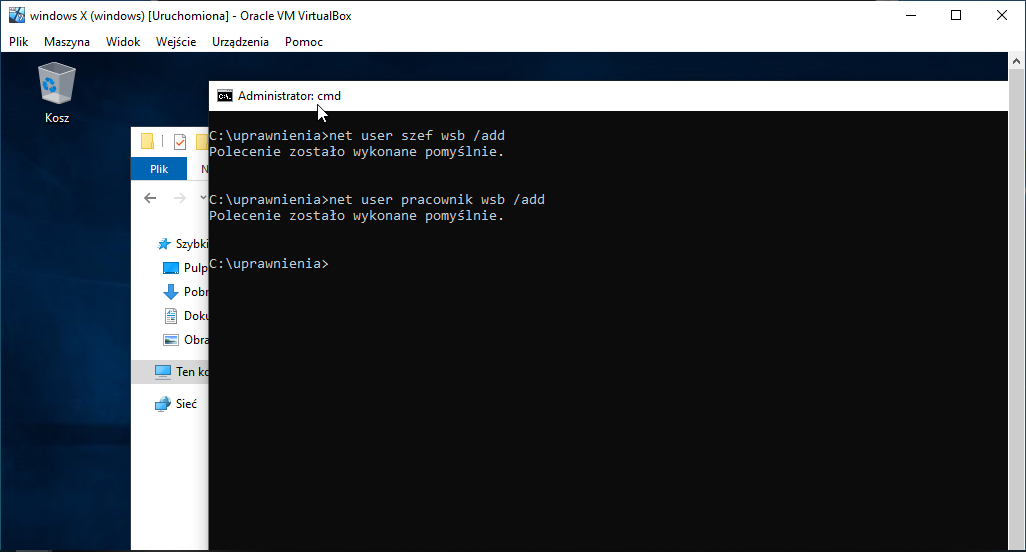 windows X (windows) [Uruchomiona] - Oracle VM VirtualBox
Plik Maszyna Widok Wejście Urządzenia Pomoc
Kosz
Administrator: cmd
C:\uprawnienia>net user szef wsb /add
Polecenie zostało wykonane pomyślnie.
C:\uprawnienia>net user pracownik wsb /add
Polecenie zostało wykonane pomyślnie.
C:\uprawnienia>
Plik N
Szybki
Pulp
Pobr
Doku
Obra
Ten ko
Sieć